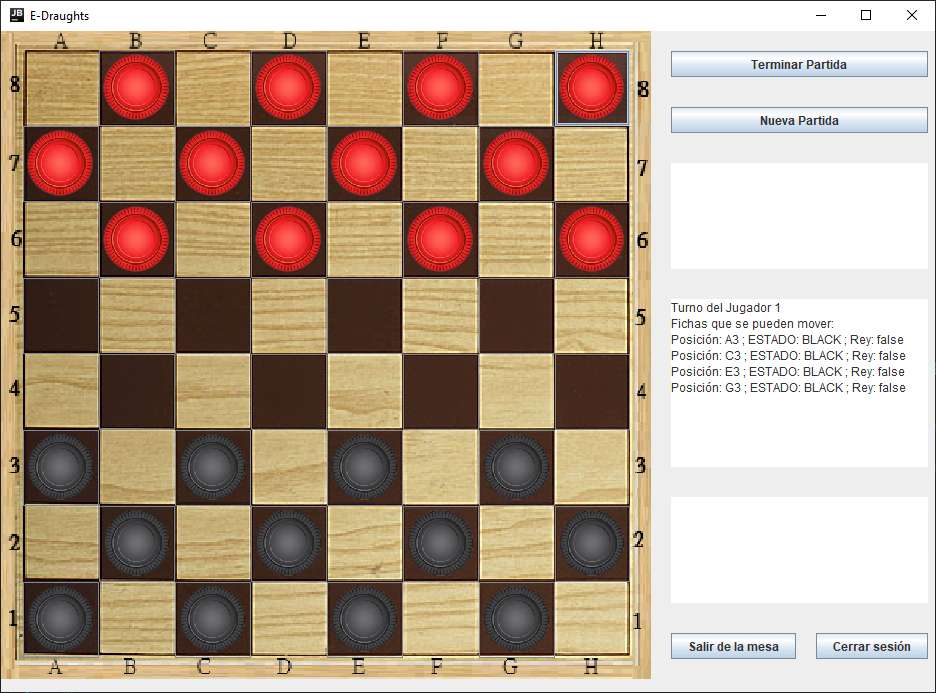 JB E-Draughts
A B C D E F G H
8 8
7 7
6 6
5 5
4 4
3 3
2 2
1 1
A B C D E F G H
Terminar Partida
Nueva Partida
Turno del Jugador 1
Fichas que se pueden mover:
Posición: A3 ; ESTADO: BLACK ; Rey: false
Posición: C3 ; ESTADO: BLACK ; Rey: false
Posición: E3 ; ESTADO: BLACK ; Rey: false
Posición: G3 ; ESTADO: BLACK ; Rey: false
Salir de la mesa
Cerrar sesión